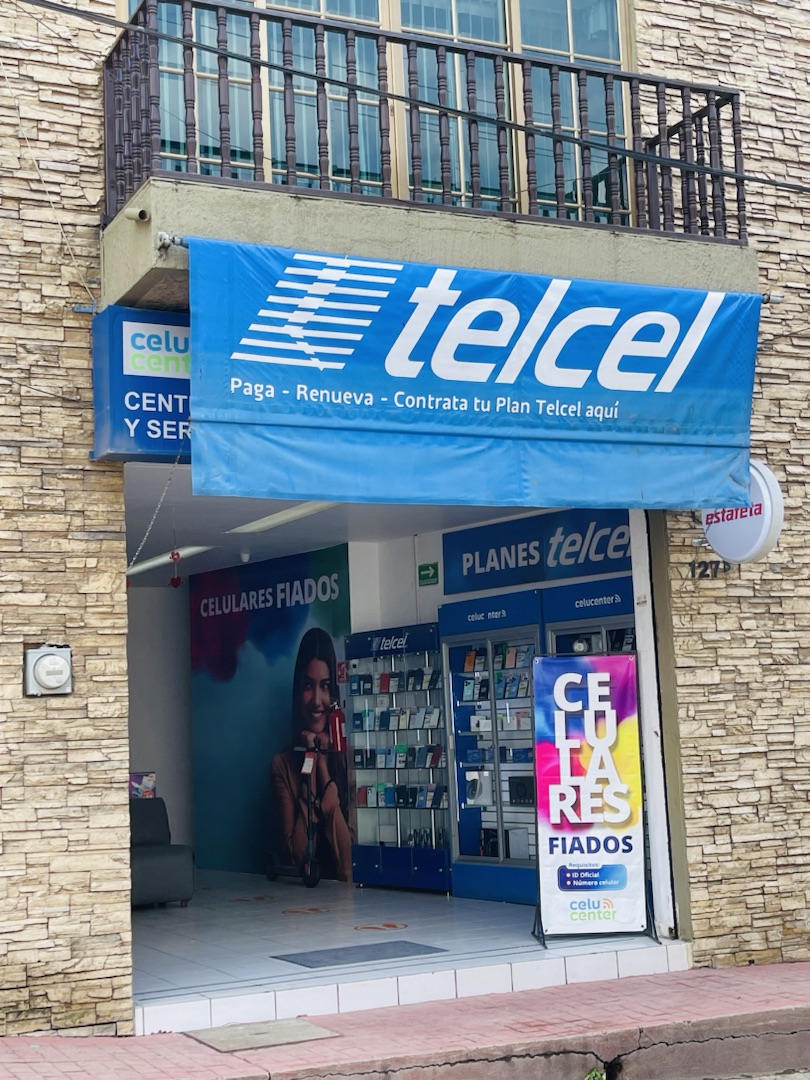 telcel
Paga - Renueva - Contrata tu Plan Telcel aquí
celu
cent
CENT
Y SER
estafeta
127
PLANES telcel
CELULARES FIADOS
celucenter
celucenter
telcel
CE
LU
LA
RES
FIADOS
Requisitos:
ID Oficial
Número celular
celu
center